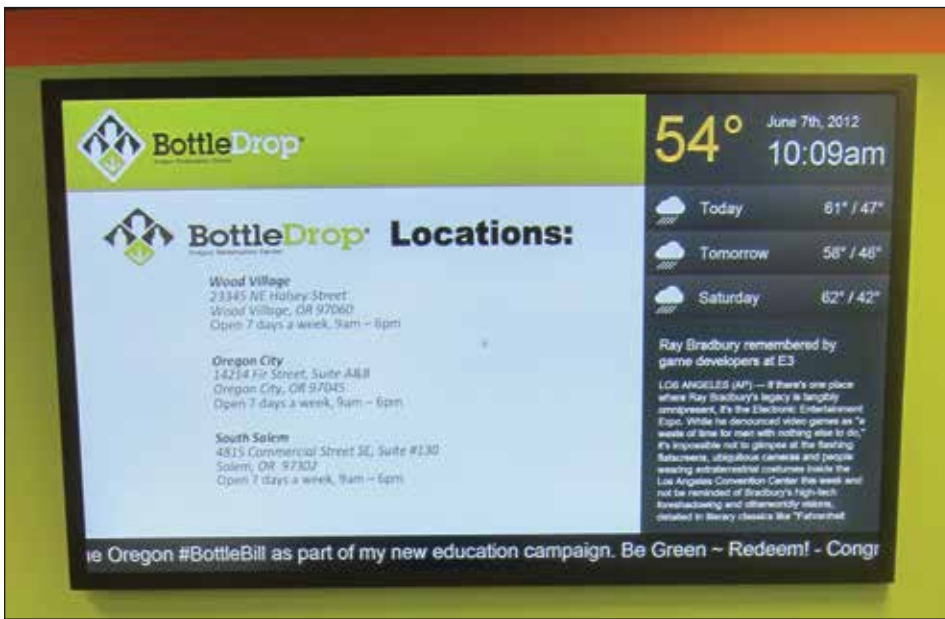 BottleDrop
Oregon Redemption Center
BottleDrop Locations:
Oregon Redemption Center
Wood Village
23345 NE Halsey Street
Wood Village, OR 97060
Open 7 days a week, 9am – 6pm
Oregon City
14214 Fir Street, Suite A&B
Oregon City, OR 97045
Open 7 days a week, 9am – 6pm
South Salem
4815 Commercial Street SE, Suite #130
Salem, OR 97302
Open 7 days a week, 9am – 6pm
54° June 7th, 2012
10:09am
Today 61° / 47°
Tomorrow 56° / 46°
Saturday 62° / 42°
Ray Bradbury remembered by
game developers at E3
LOS ANGELES (AP) — If there's one place
where Ray Bradbury's legacy is tangibly
omnipresent, it's the Electronic Entertainment
Expo. While he denounced video games as "a
waste of time for men with nothing else to do,"
it's impossible not to glimpse at the flashing
flatscreens, ubiquitous cameras and people
wearing extraterrestrial costumes inside the
Los Angeles Convention Center this week and
not be reminded of Bradbury's high-tech
foreshadowing and otherworldly visions,
detailed in literary classics like "Fahrenheit
e Oregon #BottleBill as part of my new education campaign. Be Green ~ Redeem! - Congr